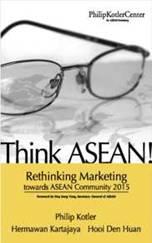 PhilipKotlerCenter
Think ASEAN!
Rethinking Marketing
towards ASEAN Community 2015
Philip Kotler
Hermawan Kartajaya Hooi Den Huan